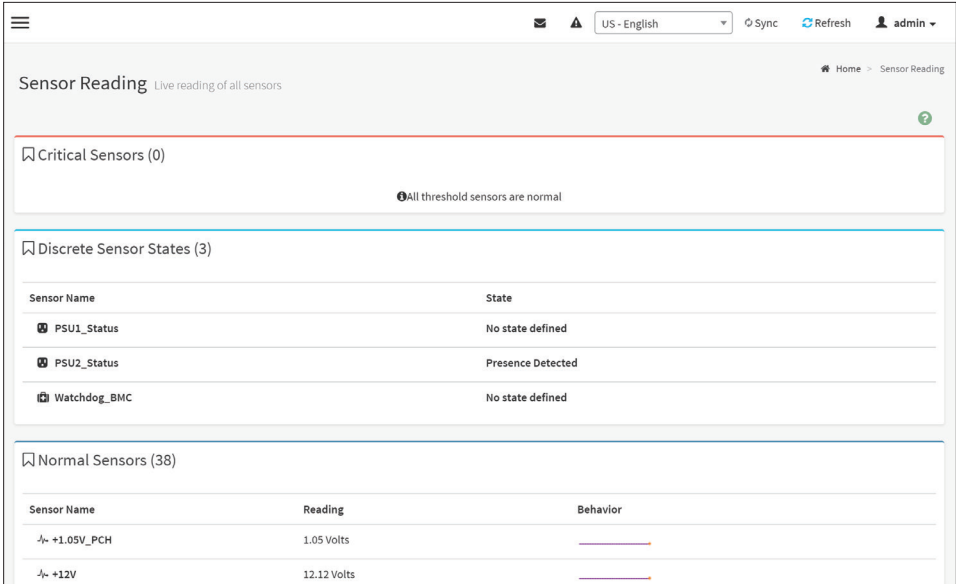 US - English Sync Refresh admin
Sensor Reading Live reading of all sensors Home > Sensor Reading
Critical Sensors (0)
All threshold sensors are normal
Discrete Sensor States (3)
Sensor Name State
PSU1_Status No state defined
PSU2_Status Presence Detected
Watchdog_BMC No state defined
Normal Sensors (38)
Sensor Name Reading Behavior
+1.05V_PCH 1.05 Volts
+12V 12.12 Volts